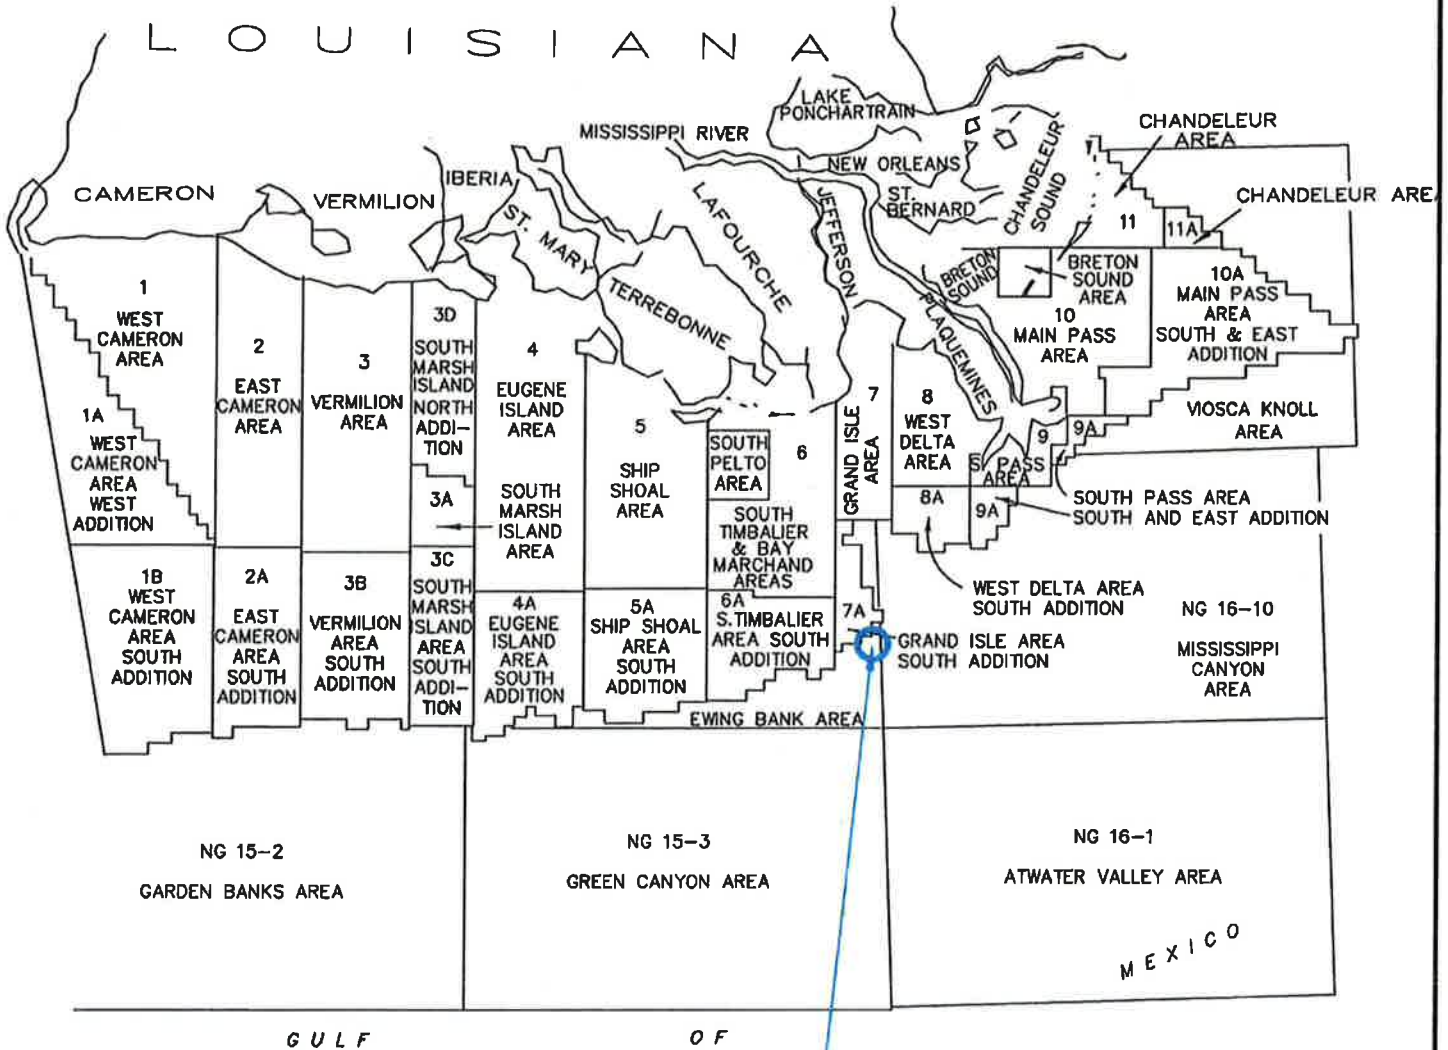 LOUISIANA
LAKE
PONCHARTRAIN
MISSISSIPPI RIVER
CHANDELEUR
AREA
NEW ORLEANS
CHANDELEUR
SOUND
IBERIA
CAMERON
VERMILION
ST. MARY
LAFOURCHE
JEFFERSON
ST.
BERNARD
CHANDELEUR AREA
11
11A
TERREBONNE
BRETON
SOUND
BRETON
SOUND
AREA
PLAQUEMINES
1
WEST
CAMERON
AREA
2
EAST
CAMERON
AREA
3
VERMILION AREA
3D
SOUTH
MARSH
ISLAND
NORTH
ADDI-
TION
4
EUGENE
ISLAND
AREA
5
SHIP
SHOAL
AREA
SOUTH
PELTO
AREA
6
SOUTH
TIMBALIER
& BAY
MARCHAND
AREAS
7
GRAND ISLE
AREA
8
WEST
DELTA
AREA
10
MAIN PASS
AREA
10A
MAIN PASS
AREA
SOUTH & EAST
ADDITION
VIOSCA KNOLL
AREA
9
9A
S. PASS
AREA
1A
WEST
CAMERON
AREA
WEST
ADDITION
3A
SOUTH
MARSH
ISLAND
AREA
8A
9A
SOUTH PASS AREA
SOUTH AND EAST ADDITION
WEST DELTA AREA
SOUTH ADDITION
1B
WEST
CAMERON
AREA
SOUTH
ADDITION
2A
EAST
CAMERON
AREA
SOUTH
ADDITION
3B
VERMILION
AREA
SOUTH
ADDITION
3C
SOUTH
MARSH
ISLAND
AREA
SOUTH
ADDI-
TION
4A
EUGENE
ISLAND
AREA
SOUTH
ADDITION
5A
SHIP SHOAL
AREA
SOUTH
ADDITION
6A
S.TIMBALIER
AREA SOUTH
ADDITION
7A
GRAND ISLE AREA
SOUTH ADDITION
NG 16-10
MISSISSIPPI
CANYON
AREA
EWING BANK AREA
NG 15-2
GARDEN BANKS AREA
NG 15-3
GREEN CANYON AREA
NG 16-1
ATWATER VALLEY AREA
GULF OF MEXICO